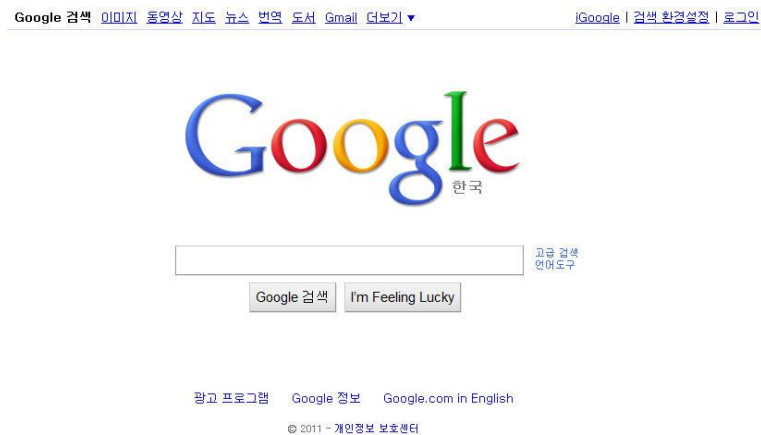 Google 검색 이미지 동영상 지도 뉴스 번역 도서 Gmail 더보기 ▼ iGoogle | 검색 환경설정 | 로그인
Google
한국
고급 검색
언어도구
Google 검색 I'm Feeling Lucky
광고 프로그램 Google 정보 Google.com in English
© 2011 - 개인정보 보호센터